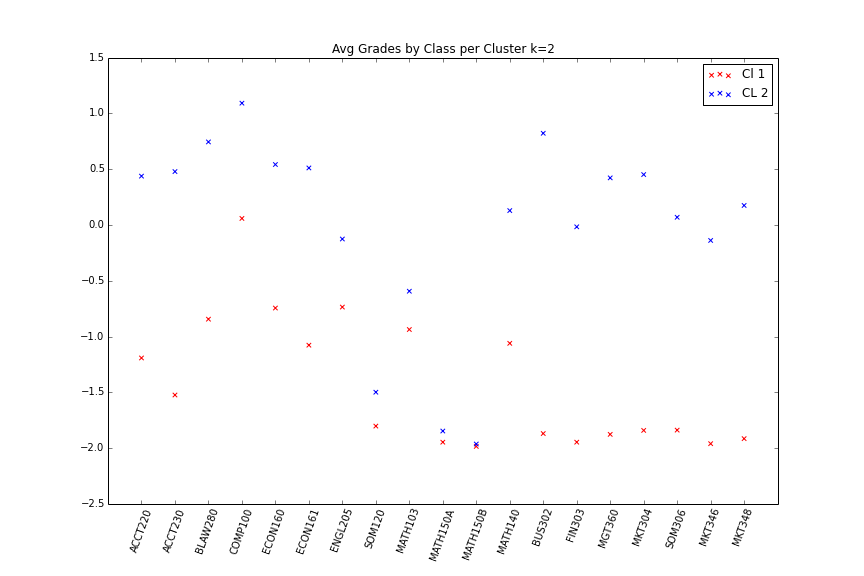 Avg Grades by Class per Cluster k=2
1.5
1.0
0.5
0.0
−0.5
−1.0
−1.5
−2.0
−2.5
Cl 1
CL 2
ACCT220
ACCT230
BLAW280
COMP100
ECON160
ECON161
ENGL205
SOM120
MATH103
MATH150A
MATH150B
MATH140
BUS302
FIN303
MGT360
MKT304
SOM306
MKT346
MKT348